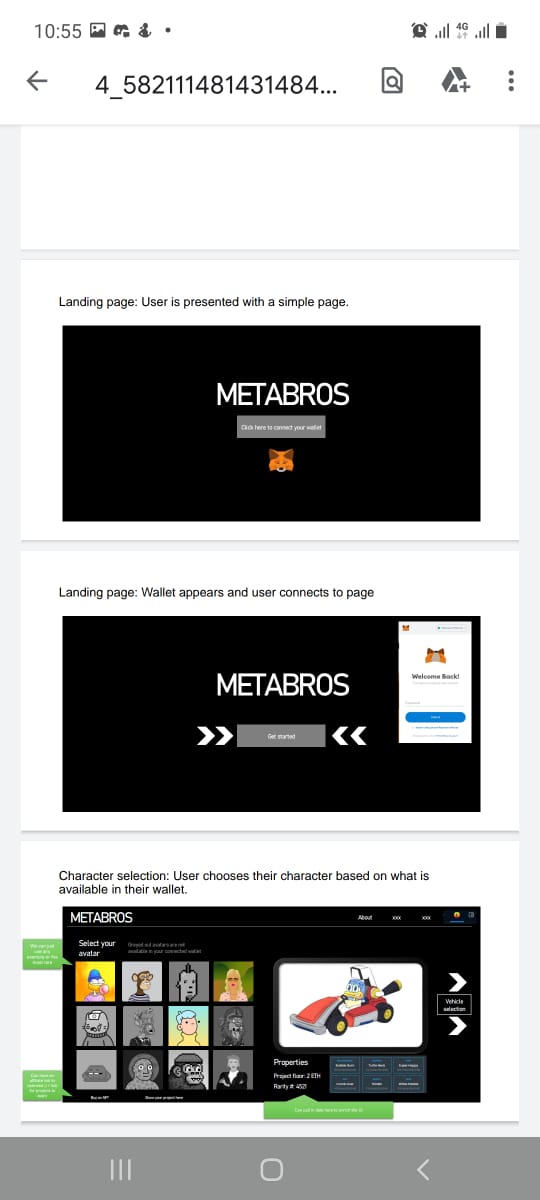 10:55
4G
4_582111481431484...
Landing page: User is presented with a simple page.
METABROS
Click here to connect your wallet
Landing page: Wallet appears and user connects to page
METABROS
Get started
Welcome Back!
Character selection: User chooses their character based on what is
available in their wallet.
METABROS
About
xxx
xxx
Select your
avatar
Greyed out avatars are not
available in your connected wallet
Vehicle
selection
Properties
Project floor: 2 ETH
Rarity #: 4521
Buy an NFT
Show your project here